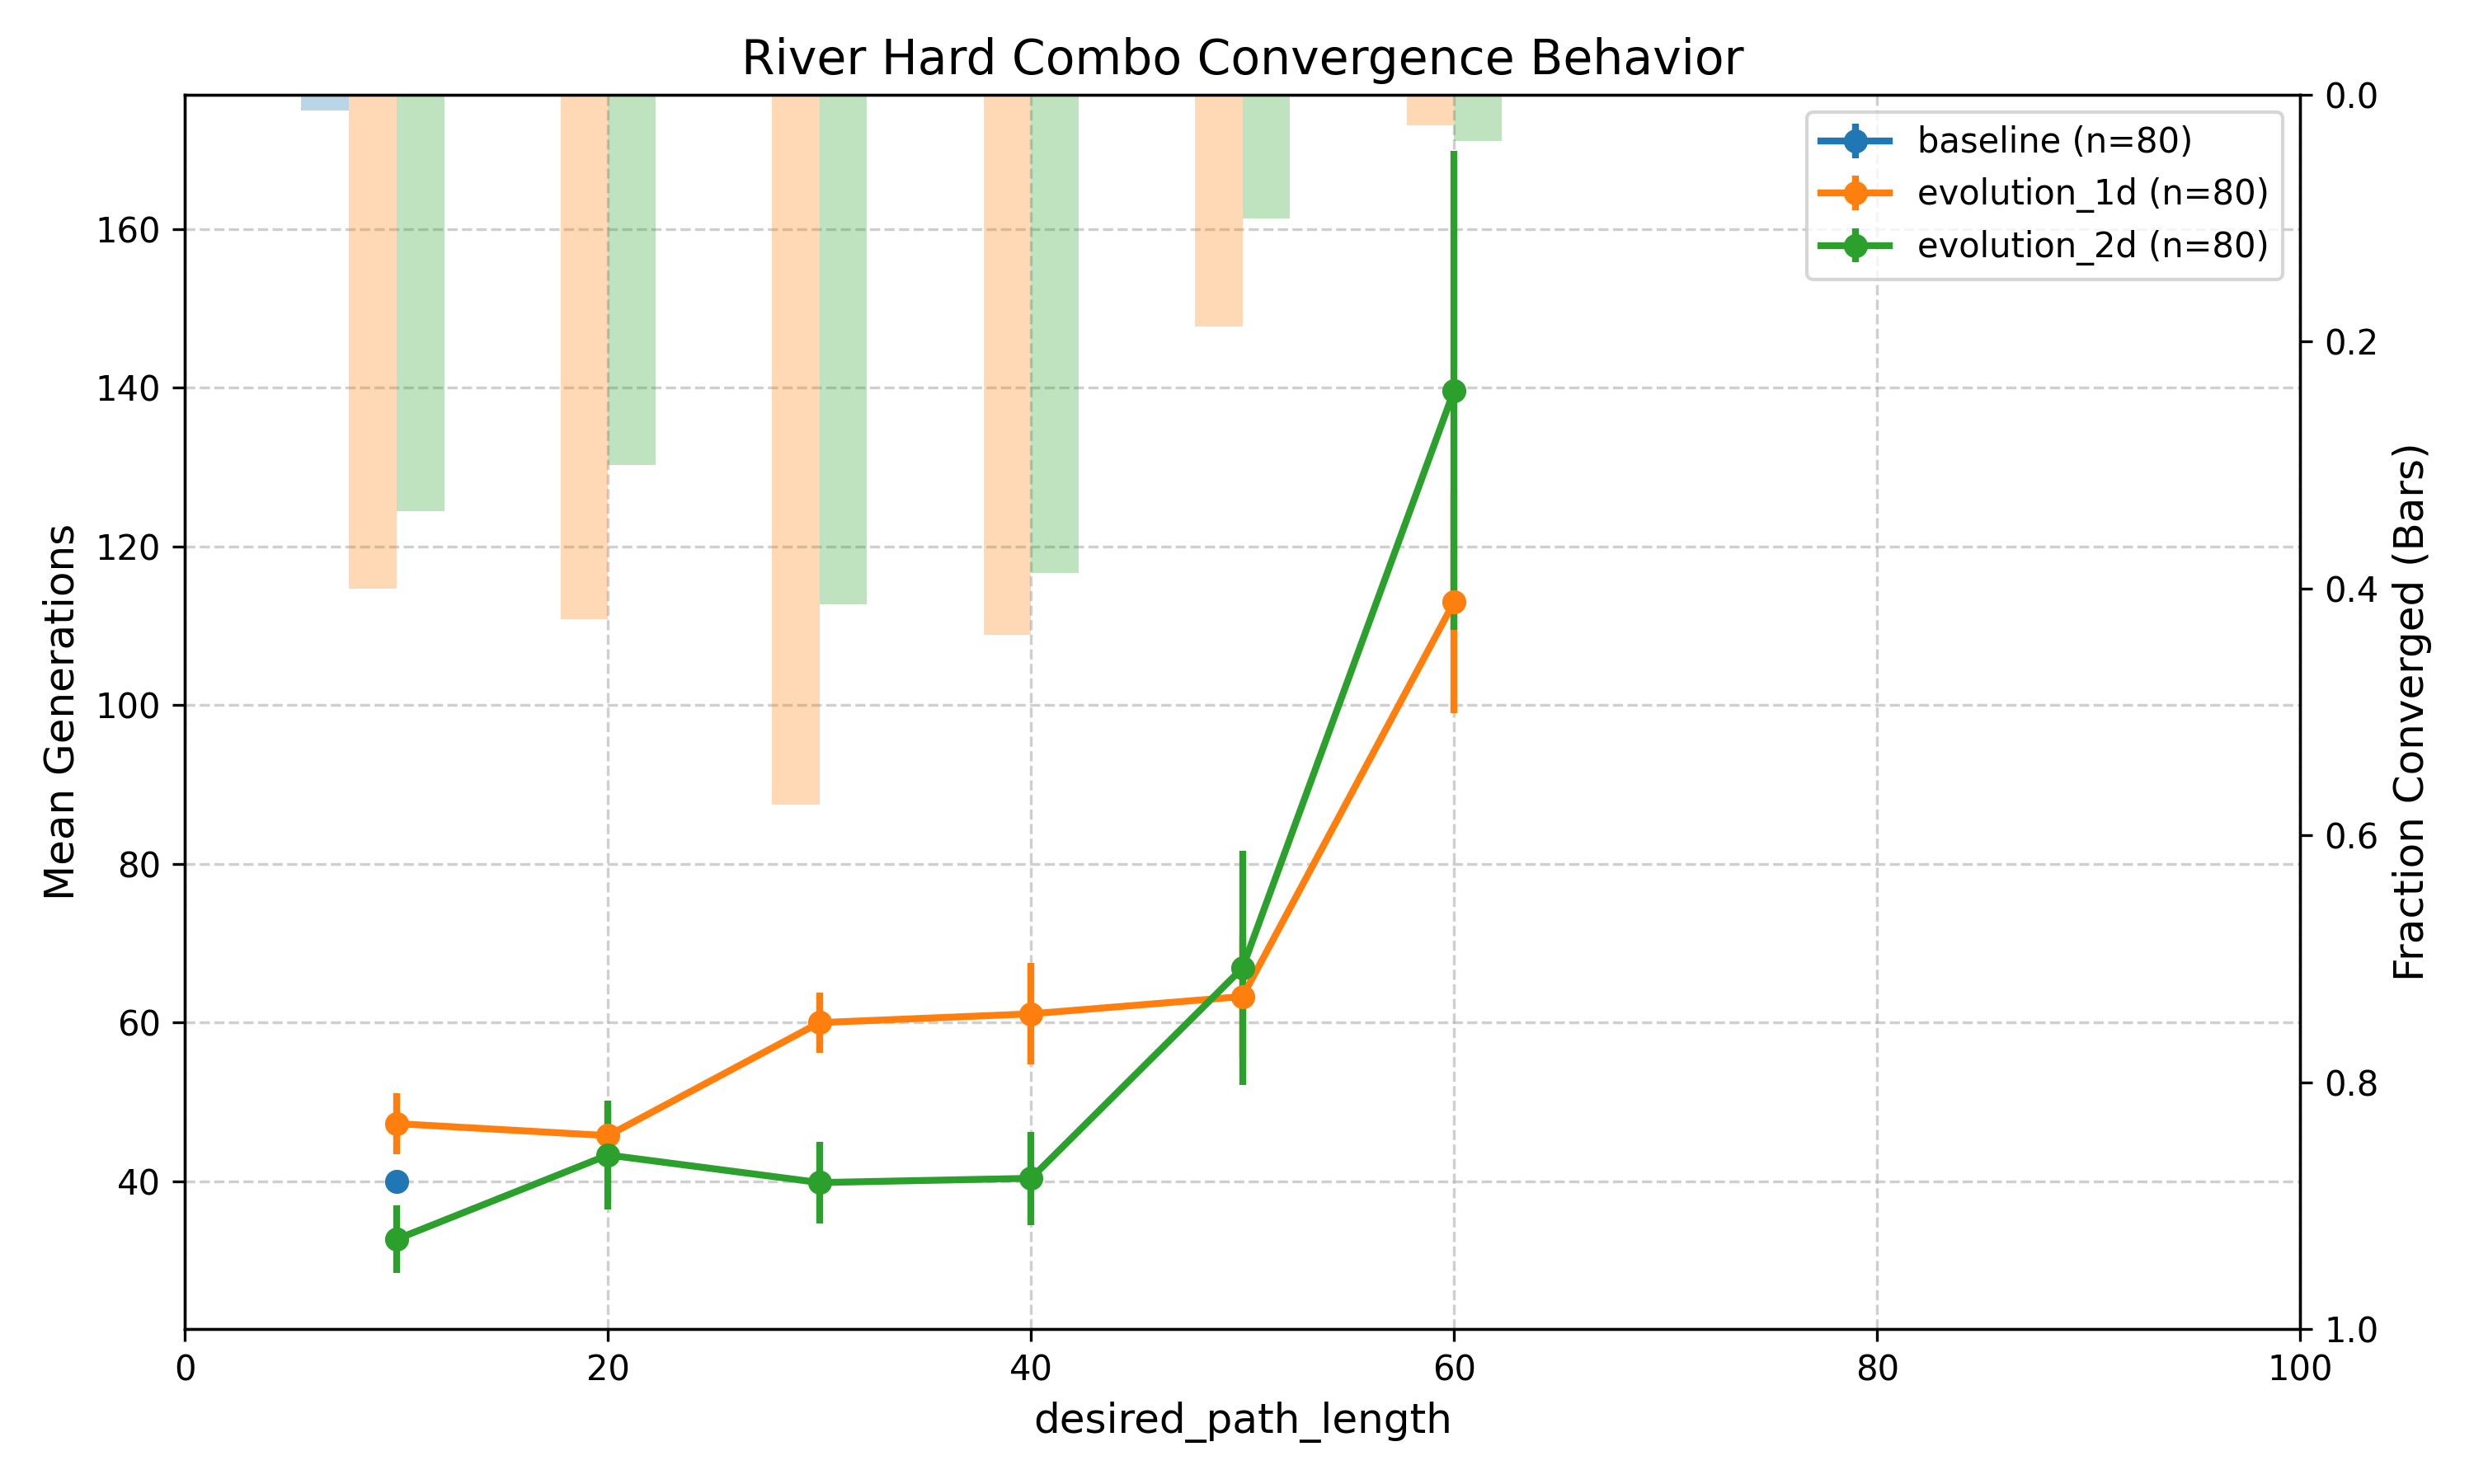 River Hard Combo Convergence Behavior
Mean Generations
160
140
120
100
80
60
40
0
20
40
60
80
100
desired_path_length
0.0
0.2
0.4
0.6
0.8
1.0
Fraction Converged (Bars)
baseline (n=80)
evolution_1d (n=80)
evolution_2d (n=80)